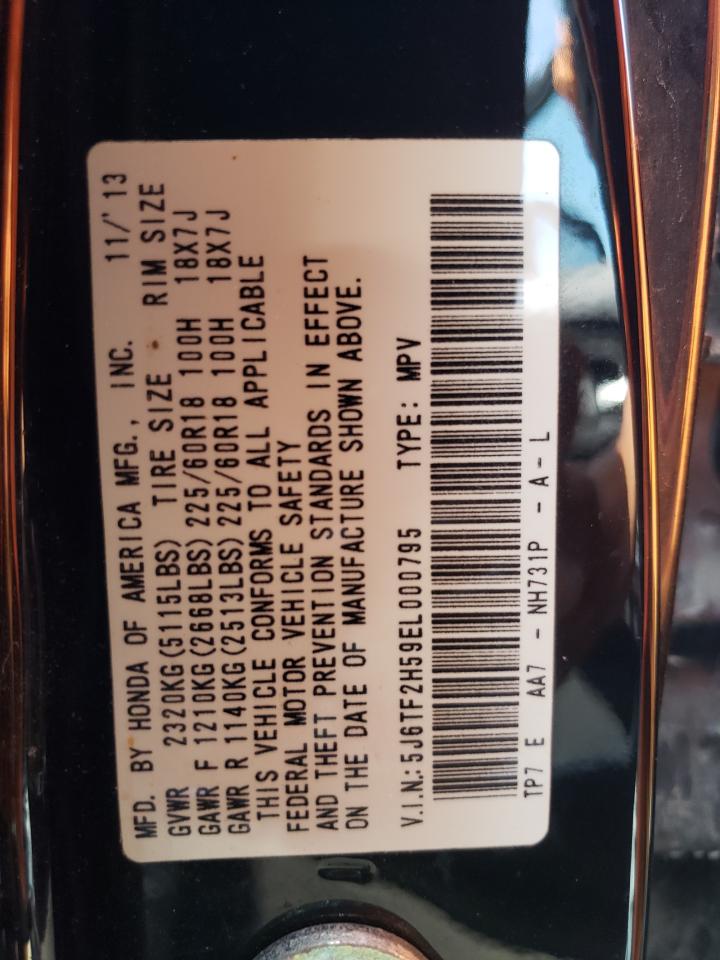 MFD. BY HONDA OF AMERICA MFG., INC. 11/'13
GVWR 2320KG(5115LBS) TIRE SIZE RIM SIZE
GAWR F 1210KG(2668LBS) 225/60R18 100H 18X7J
GAWR R 1140KG(2513LBS) 225/60R18 100H 18X7J
THIS VEHICLE CONFORMS TO ALL APPLICABLE
FEDERAL MOTOR VEHICLE SAFETY
AND THEFT PREVENTION STANDARDS IN EFFECT
ON THE DATE OF MANUFACTURE SHOWN ABOVE.
V.I.N.: 5J6TF2H59EL000795 TYPE: MPV
TP7 E AA7 - NH731P - A - L